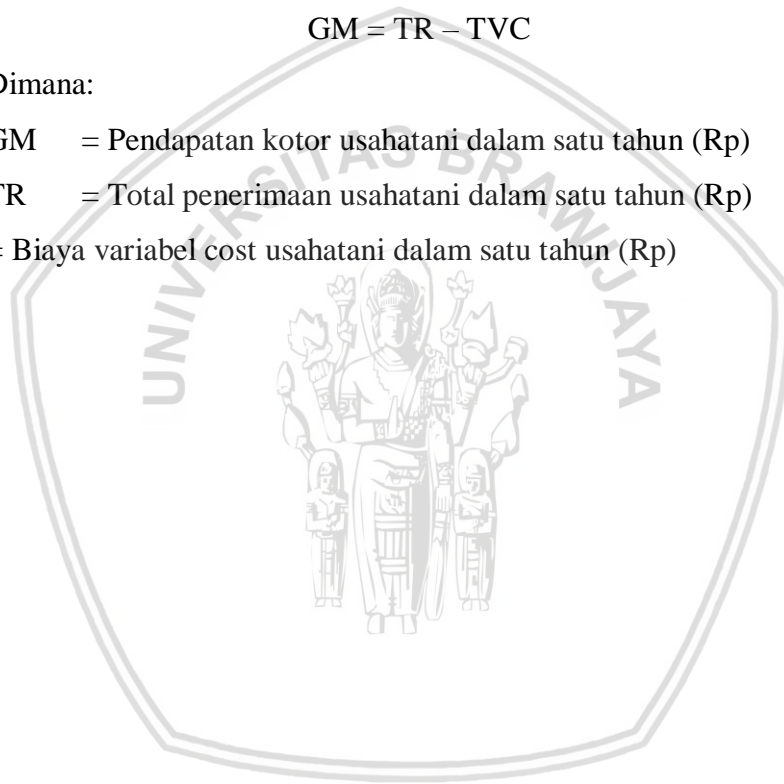 GM = TR – TVC
Dimana:
GM = Pendapatan kotor usahatani dalam satu tahun (Rp)
TR = Total penerimaan usahatani dalam satu tahun (Rp)
= Biaya variabel cost usahatani dalam satu tahun (Rp)
UNIVERSITAS BRAWIJAYA